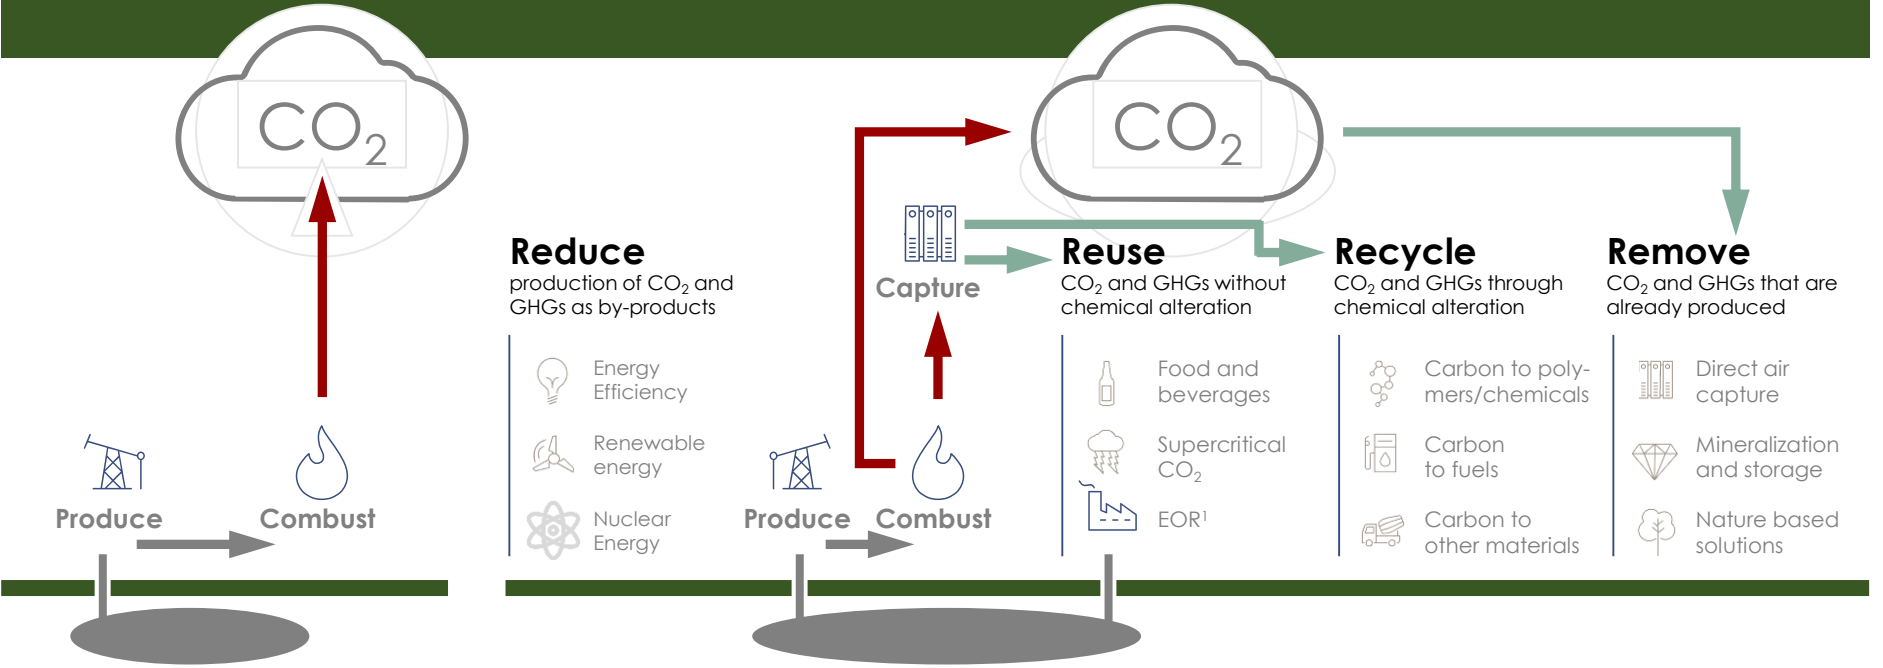 CO₂
Produce
Combust
Reduce
production of CO₂ and
GHGs as by-products
Energy
Efficiency
Renewable
energy
Nuclear
Energy
Produce
Combust
Capture
CO₂
Reuse
CO₂ and GHGs without
chemical alteration
Food and
beverages
Supercritical
CO₂
EOR¹
Recycle
CO₂ and GHGs through
chemical alteration
Carbon to poly-
mers/chemicals
Carbon
to fuels
Carbon to
other materials
Remove
CO₂ and GHGs that are
already produced
Direct air
capture
Mineralization
and storage
Nature based
solutions